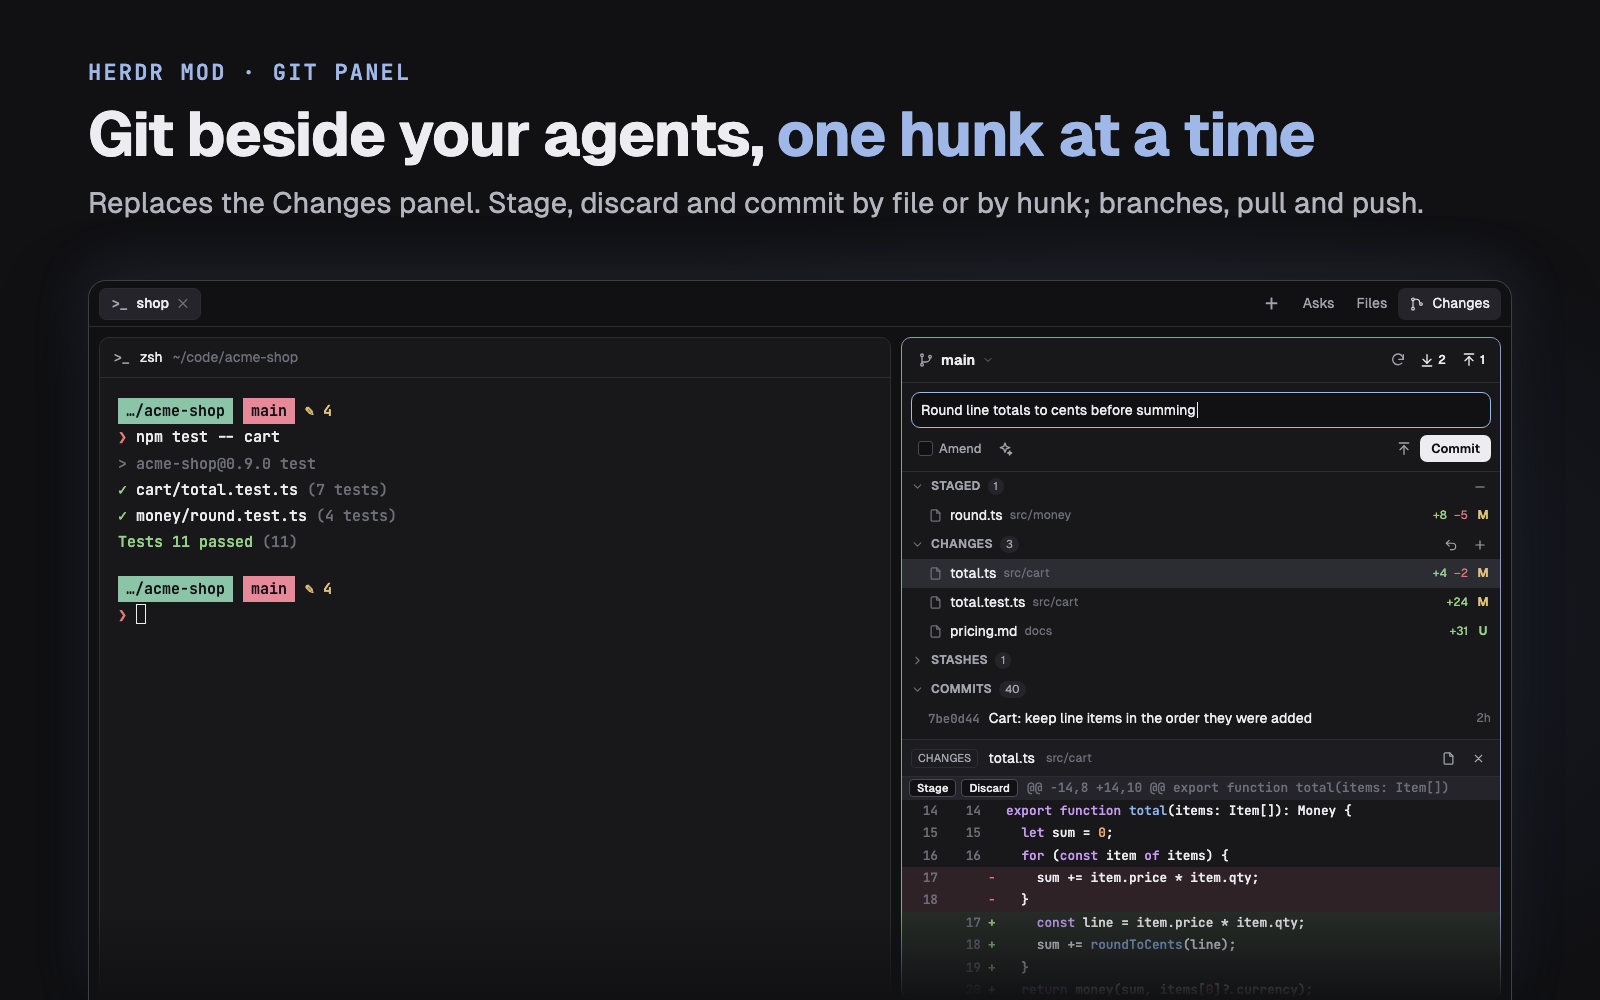 HERDR MOD · GIT PANEL
Git beside your agents, one hunk at a time
Replaces the Changes panel. Stage, discard and commit by file or by hunk; branches, pull and push.
>_ shop ×
+ Asks Files Changes
>_ zsh ~/code/acme-shop
…/acme-shop main ✎ 4
❯ npm test -- cart
> acme-shop@0.9.0 test
✓ cart/total.test.ts (7 tests)
✓ money/round.test.ts (4 tests)
Tests 11 passed (11)
…/acme-shop main ✎ 4
❯
main 2 1
Round line totals to cents before summing
Amend Commit
STAGED 1
round.ts src/money +8 −5 M
CHANGES 3
total.ts src/cart +4 −2 M
total.test.ts src/cart +24 M
pricing.md docs +31 U
STASHES 1
COMMITS 40
7be0d44 Cart: keep line items in the order they were added 2h
CHANGES total.ts src/cart
Stage Discard @@ -14,8 +14,10 @@ export function total(items: Item[])
14 14 export function total(items: Item[]): Money {
15 15 let sum = 0;
16 16 for (const item of items) {
17 - sum += item.price * item.qty;
18 - }
17 + const line = item.price * item.qty;
18 + sum += roundToCents(line);
19 + }
20 + return money(sum, items[0]?.currency);